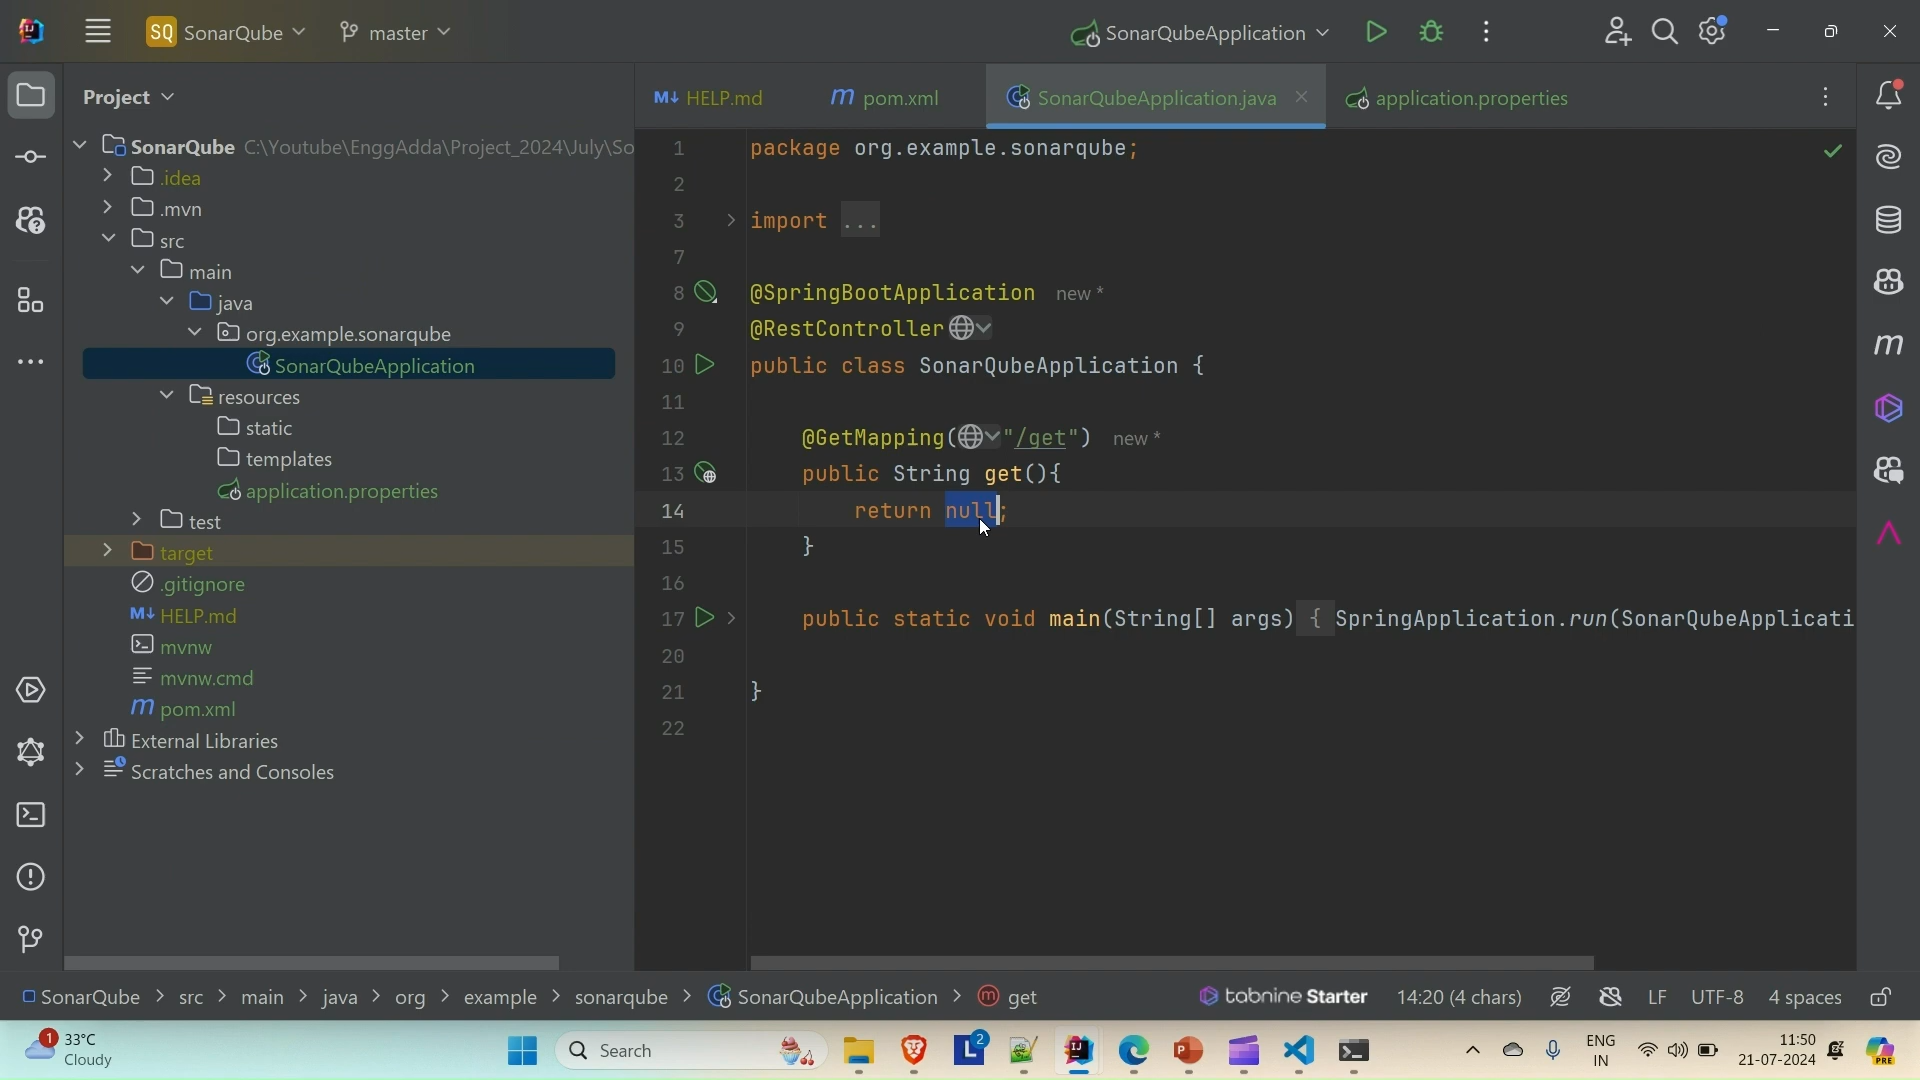 SQ SonarQube master SonarQubeApplication
Project
SonarQube C:\Youtube\EnggAdda\Project_2024\July\So
.idea
.mvn
src
main
java
org.example.sonarqube
SonarQubeApplication
resources
static
templates
application.properties
test
target
.gitignore
M↓ HELP.md
mvnw
mvnw.cmd
m pom.xml
External Libraries
Scratches and Consoles
M↓ HELP.md m pom.xml SonarQubeApplication.java application.properties
1 package org.example.sonarqube;
2
3 import ...
7
8 @SpringBootApplication new *
9 @RestController
10 public class SonarQubeApplication {
11
12 @GetMapping("/get") new *
13 public String get(){
14 return null;
15 }
16
17 public static void main(String[] args) { SpringApplication.run(SonarQubeApplicati
20
21 }
22
SonarQube > src > main > java > org > example > sonarqube > SonarQubeApplication > m get
tabnine Starter 14:20 (4 chars) LF UTF-8 4 spaces
1 33°C
Cloudy
Search
L 2
ENG
IN
11:50
21-07-2024
PRE